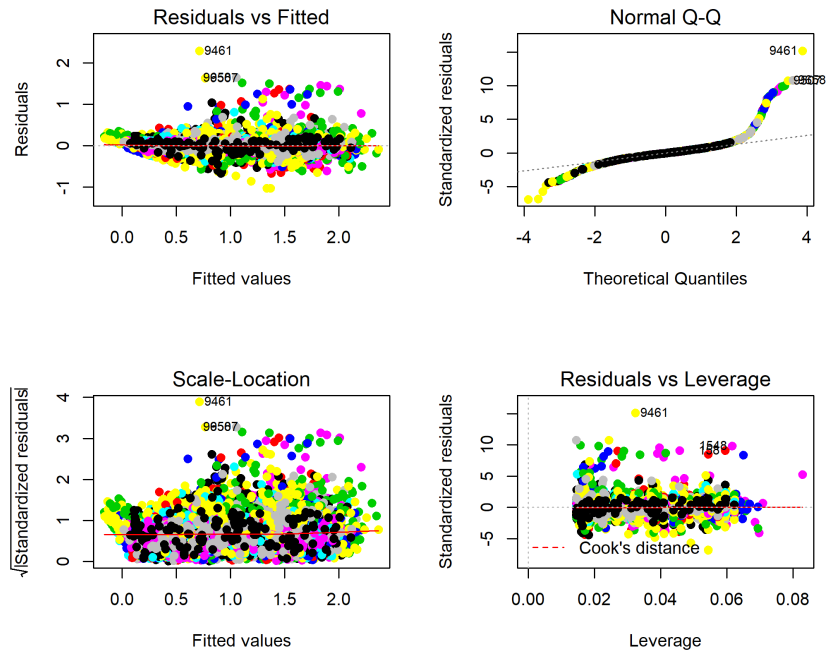 Residuals vs Fitted
Residuals
2
1
0
-1
9461
0.0 0.5 1.0 1.5 2.0
Fitted values
Normal Q-Q
Standardized residuals
10
5
0
-5
9461
-4 -2 0 2 4
Theoretical Quantiles
Scale-Location
√|Standardized residuals|
4
3
2
1
0
9461
0.0 0.5 1.0 1.5 2.0
Fitted values
Residuals vs Leverage
Standardized residuals
10
5
0
-5
9461
1548
Cook's distance
0.00 0.02 0.04 0.06 0.08
Leverage